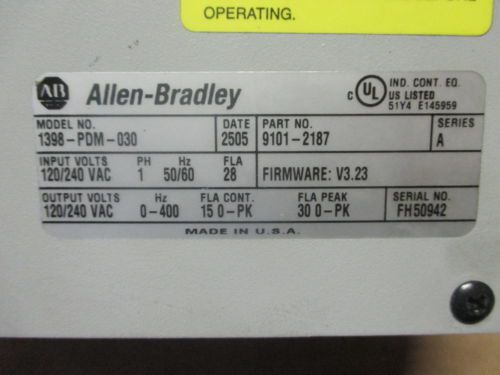 OPERATING.
AB Allen-Bradley
c UL US LISTED
IND. CONT. EQ.
51Y4 E145959
MODEL NO. DATE PART NO. SERIES
1398-PDM-030 2505 9101-2187 A
INPUT VOLTS PH Hz FLA
120/240 VAC 1 50/60 28 FIRMWARE: V3.23
OUTPUT VOLTS Hz FLA CONT. FLA PEAK SERIAL NO.
120/240 VAC 0-400 15 0-PK 30 0-PK FH50942
MADE IN U.S.A.